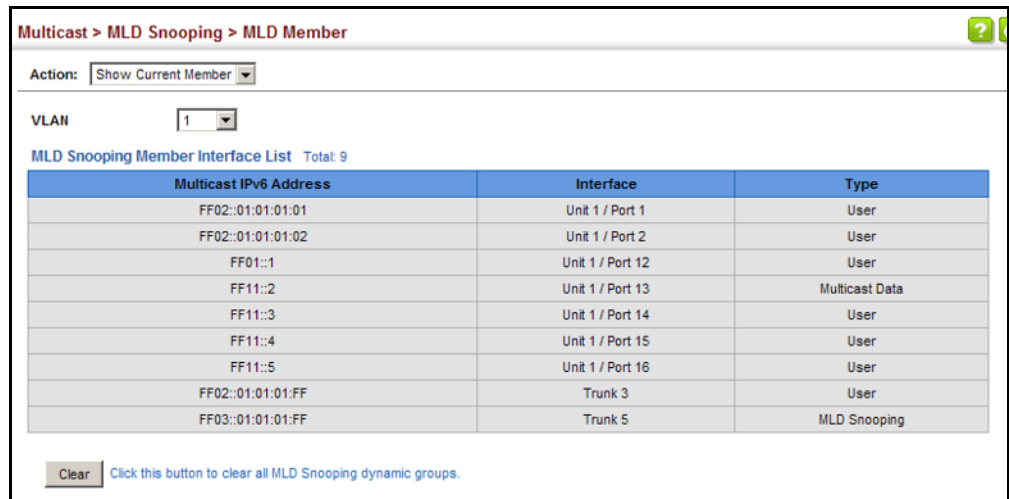 Multicast > MLD Snooping > MLD Member ?
Action: Show Current Member
VLAN 1
MLD Snooping Member Interface List Total: 9
Multicast IPv6 Address Interface Type
FF02::01:01:01:01 Unit 1 / Port 1 User
FF02::01:01:01:02 Unit 1 / Port 2 User
FF01::1 Unit 1 / Port 12 User
FF11::2 Unit 1 / Port 13 Multicast Data
FF11::3 Unit 1 / Port 14 User
FF11::4 Unit 1 / Port 15 User
FF11::5 Unit 1 / Port 16 User
FF02::01:01:01:FF Trunk 3 User
FF03::01:01:01:FF Trunk 5 MLD Snooping
Clear Click this button to clear all MLD Snooping dynamic groups.